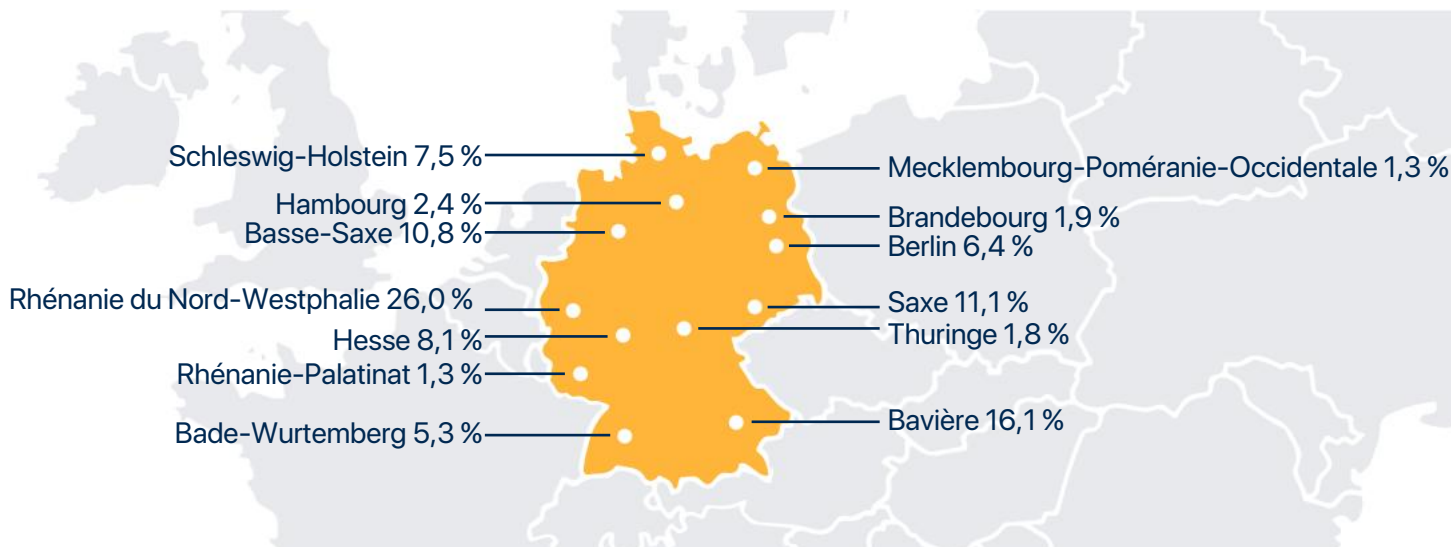 Schleswig-Holstein 7,5 %
Hambourg 2,4 %
Basse-Saxe 10,8 %
Rhénanie du Nord-Westphalie 26,0 %
Hesse 8,1 %
Rhénanie-Palatinat 1,3 %
Bade-Wurtemberg 5,3 %
Mecklembourg-Poméranie-Occidentale 1,3 %
Brandebourg 1,9 %
Berlin 6,4 %
Saxe 11,1 %
Thuringe 1,8 %
Bavière 16,1 %